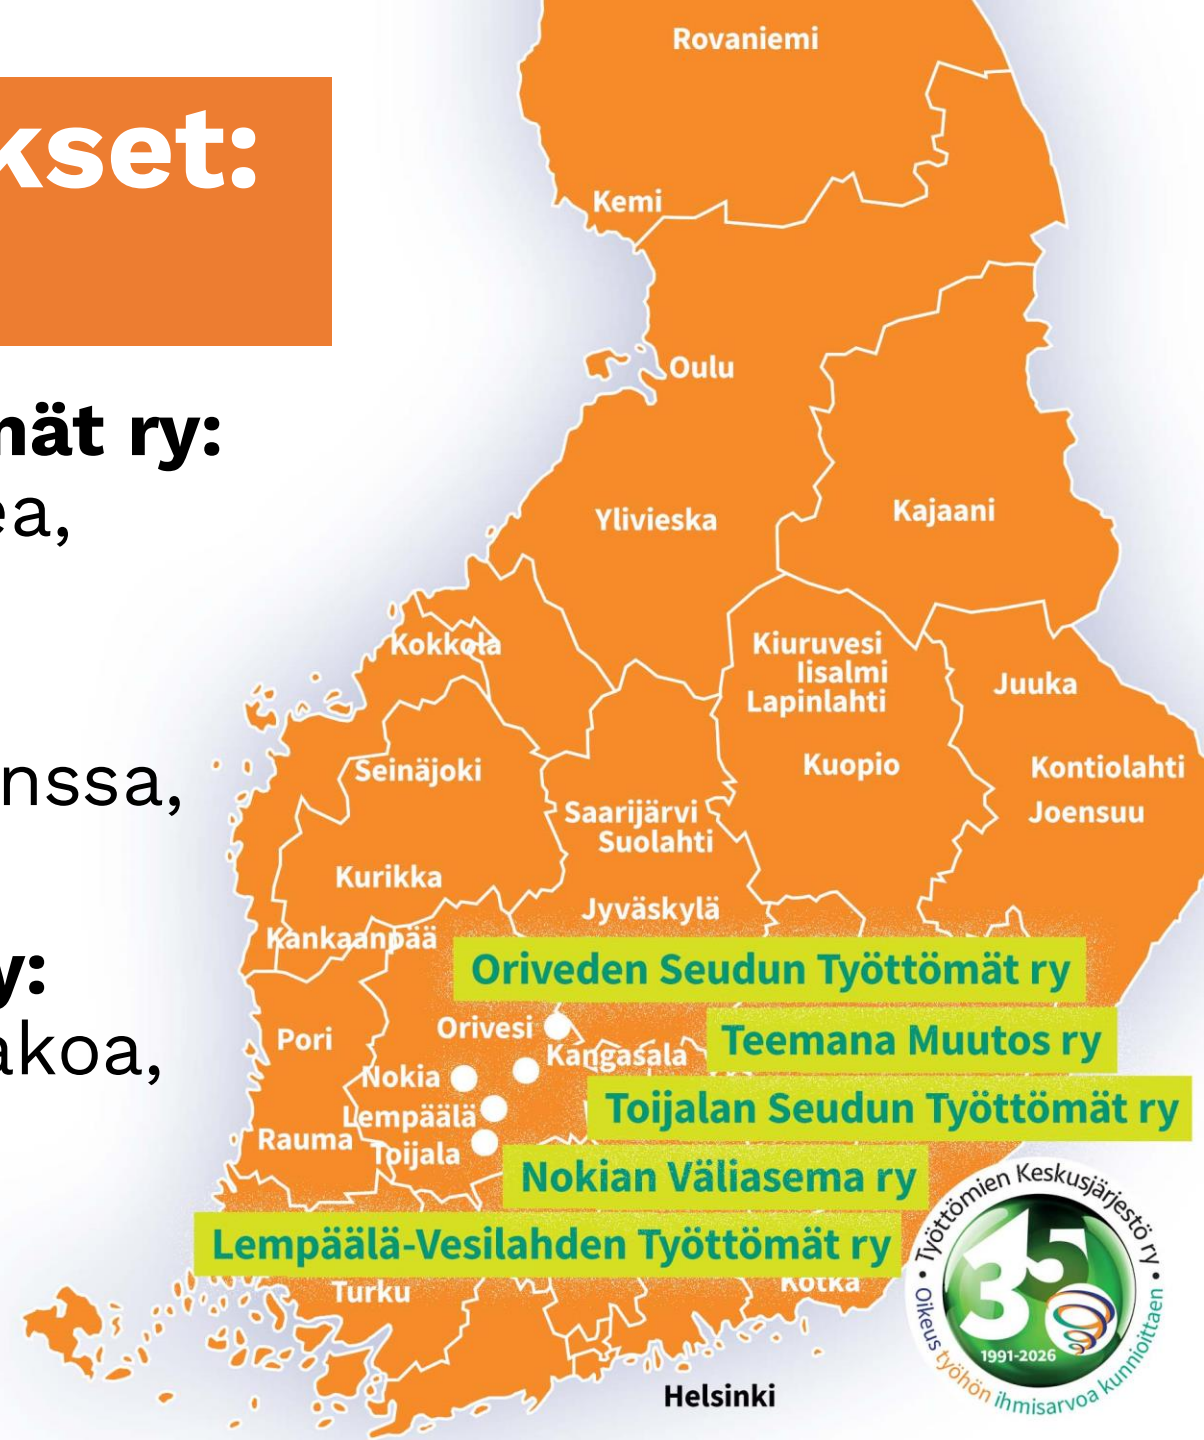 kset:
mät ry:
ea,
nssa,
y:
akoa,
Rovaniemi
Kemi
Oulu
Ylivieska
Kajaani
Kokkola
Kiuruvesi
Iisalmi
Lapinlahti
Juuka
Kuopio
Kontiolahti
Seinäjoki
Joensuu
Saarijärvi
Suolahti
Kurikka
Jyväskylä
Kankaanpää
Oriveden Seudun Työttömät ry
Orivesi
Pori
Teemana Muutos ry
Kangasala
Nokia
Lempäälä
Toijalan Seudun Työttömät ry
Rauma
Toijala
Nokian Väliasema ry
Lempäälä-Vesilahden Työttömät ry
Turku
Kotka
Helsinki
• Työttömien Keskusjärjestö ry •
35
1991-2026
Oikeus työhön ihmisarvoa kunnioittaen